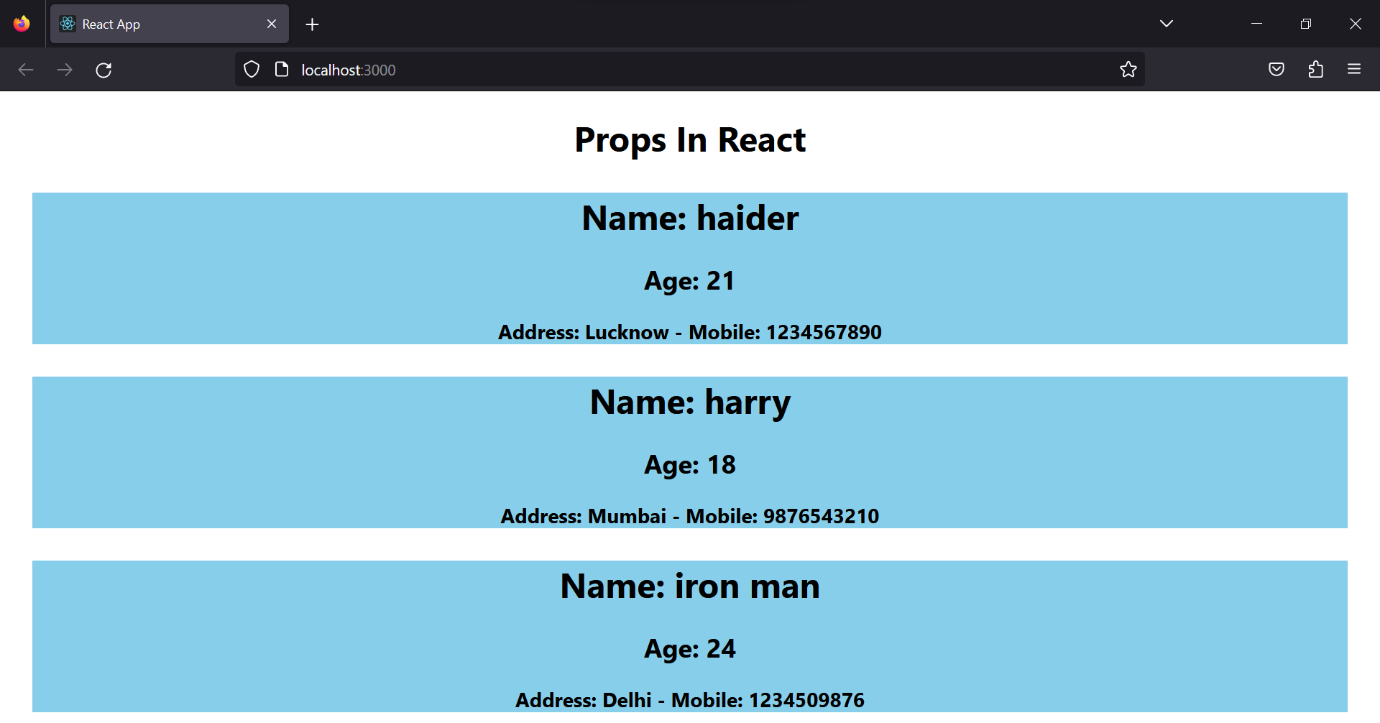 React App
localhost:3000
Props In React
Name: haider
Age: 21
Address: Lucknow - Mobile: 1234567890
Name: harry
Age: 18
Address: Mumbai - Mobile: 9876543210
Name: iron man
Age: 24
Address: Delhi - Mobile: 1234509876